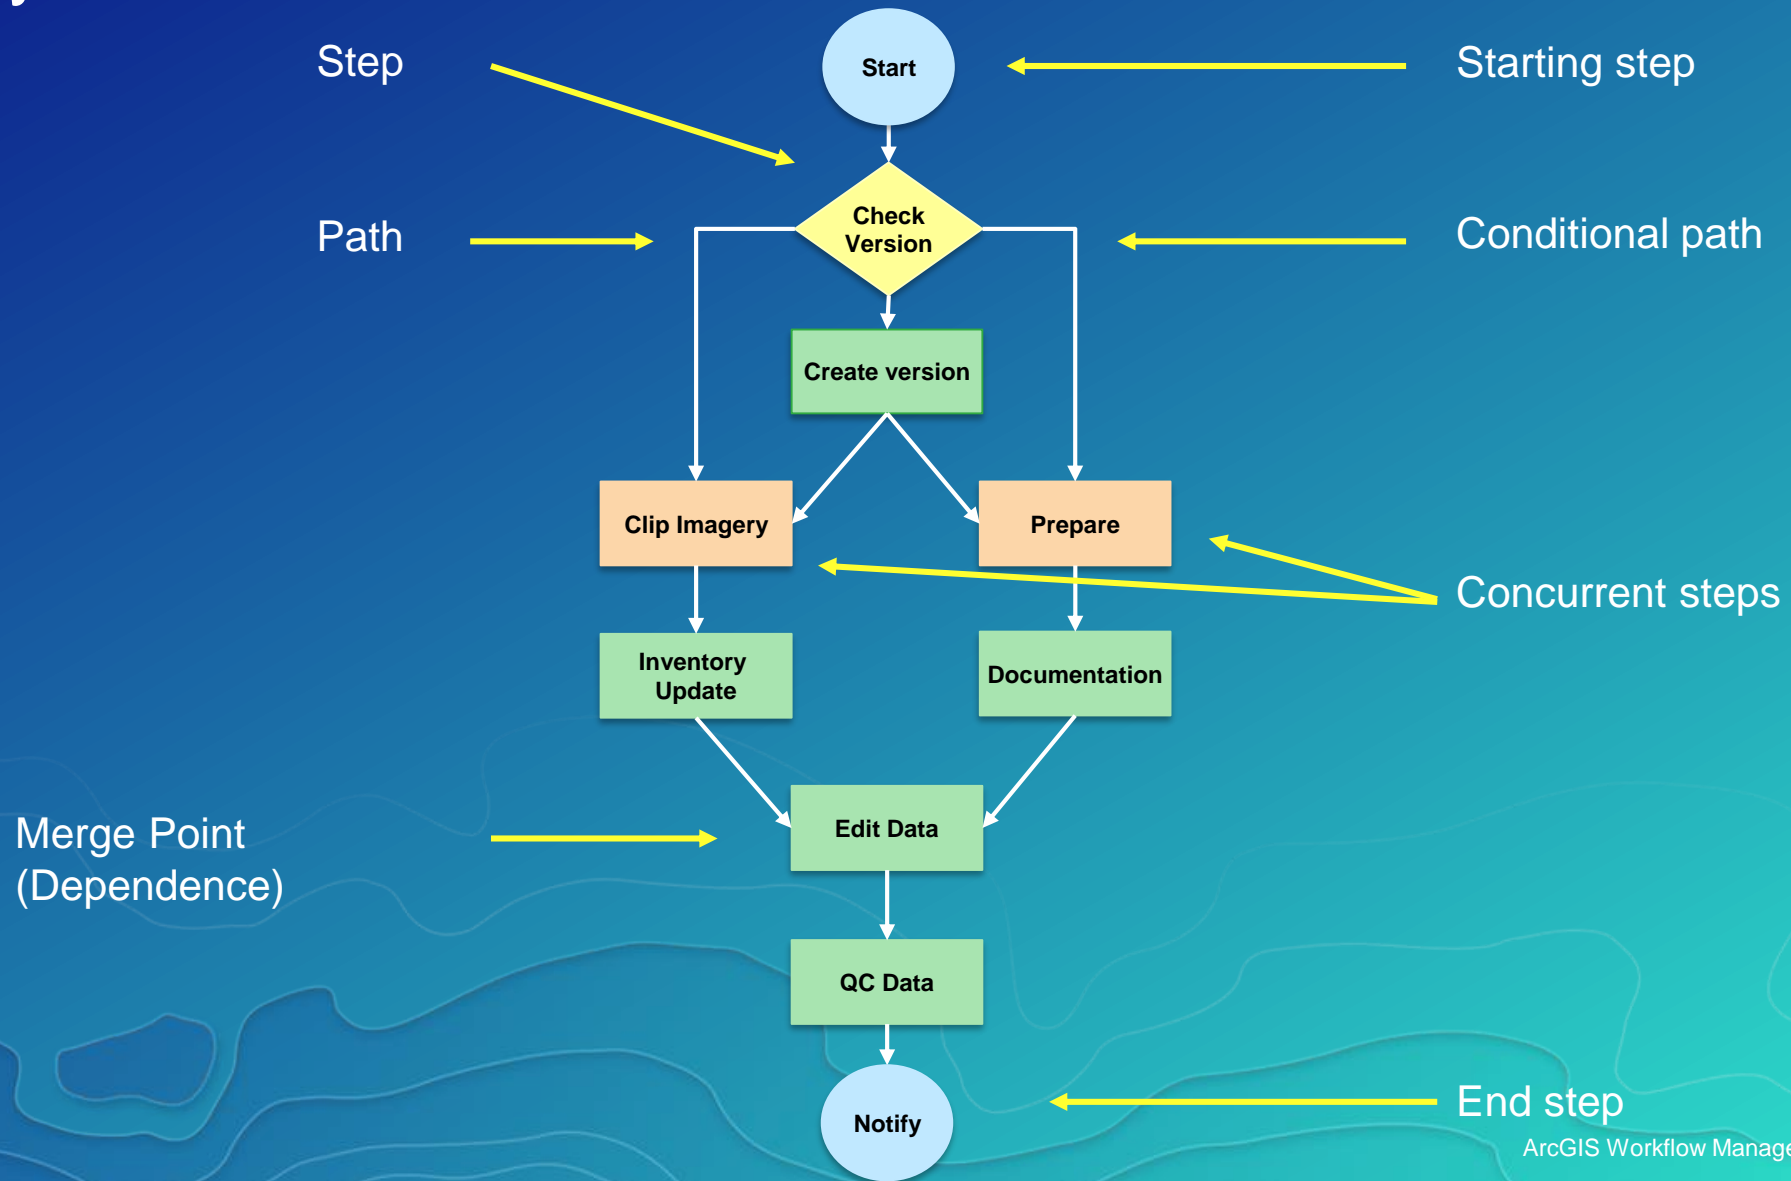 Step
Start
Starting step
Check
Version
Path
Conditional path
Create version
Clip Imagery
Prepare
Concurrent steps
Inventory
Update
Documentation
Merge Point
(Dependence)
Edit Data
QC Data
Notify
End step
ArcGIS Workflow Manage